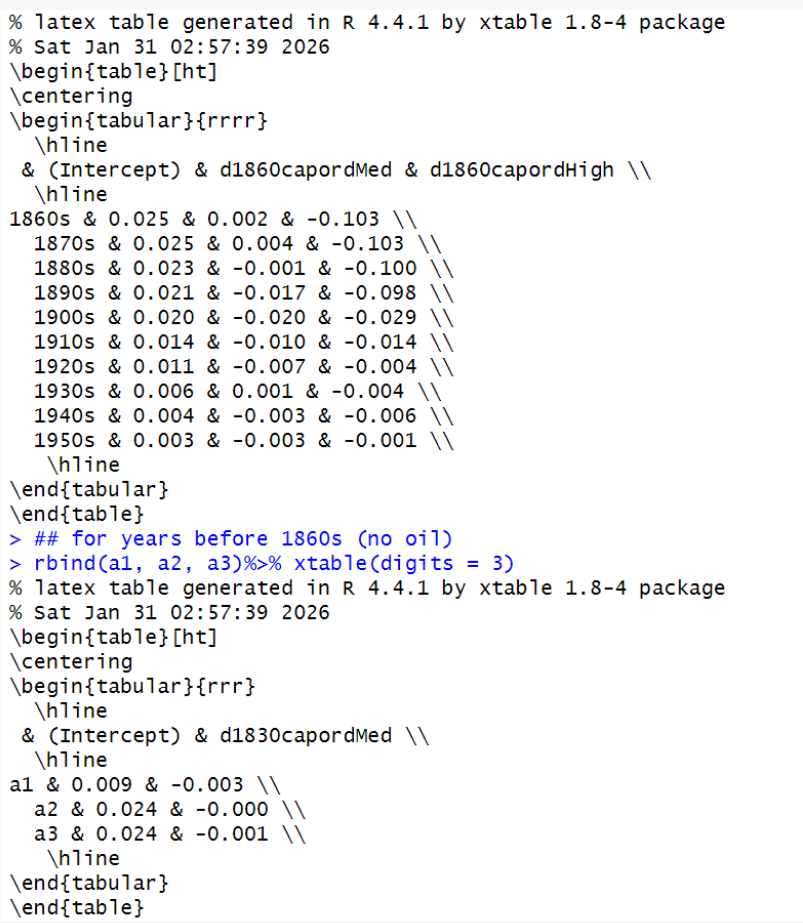 % latex table generated in R 4.4.1 by xtable 1.8-4 package
% Sat Jan 31 02:57:39 2026
\begin{table}[ht]
\centering
\begin{tabular}{rrrr}
  \hline
 & (Intercept) & d1860capordMed & d1860capordHigh \\
  \hline
1860s & 0.025 & 0.002 & -0.103 \\
  1870s & 0.025 & 0.004 & -0.103 \\
  1880s & 0.023 & -0.001 & -0.100 \\
  1890s & 0.021 & -0.017 & -0.098 \\
  1900s & 0.020 & -0.020 & -0.029 \\
  1910s & 0.014 & -0.010 & -0.014 \\
  1920s & 0.011 & -0.007 & -0.004 \\
  1930s & 0.006 & 0.001 & -0.004 \\
  1940s & 0.004 & -0.003 & -0.006 \\
  1950s & 0.003 & -0.003 & -0.001 \\
   \hline
\end{tabular}
\end{table}
> ## for years before 1860s (no oil)
> rbind(a1, a2, a3)%>% xtable(digits = 3)
% latex table generated in R 4.4.1 by xtable 1.8-4 package
% Sat Jan 31 02:57:39 2026
\begin{table}[ht]
\centering
\begin{tabular}{rrr}
  \hline
 & (Intercept) & d1830capordMed \\
  \hline
a1 & 0.009 & -0.003 \\
  a2 & 0.024 & -0.000 \\
  a3 & 0.024 & -0.001 \\
   \hline
\end{tabular}
\end{table}